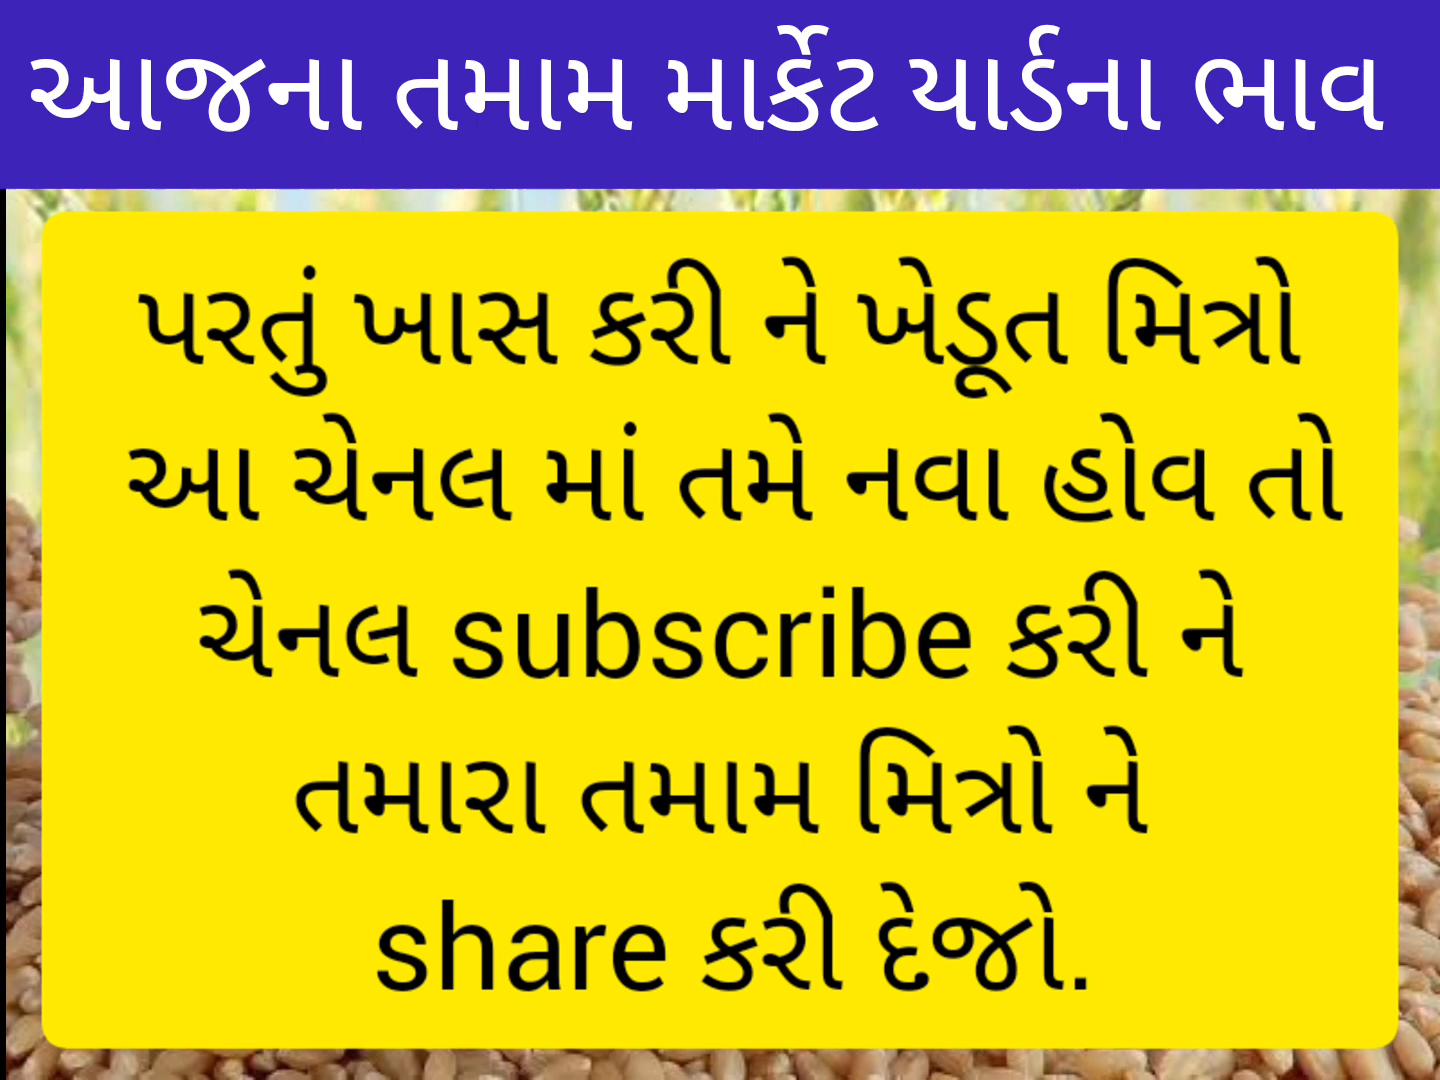 આજના તમામ માર્કેટ યાર્ડના ભાવ
પરતું ખાસ કરી ને ખેડૂત મિત્રો
આ ચેનલ માં તમે નવા હોવ તો
ચેનલ subscribe કરી ને
તમારા તમામ મિત્રો ને
share કરી દેજો.